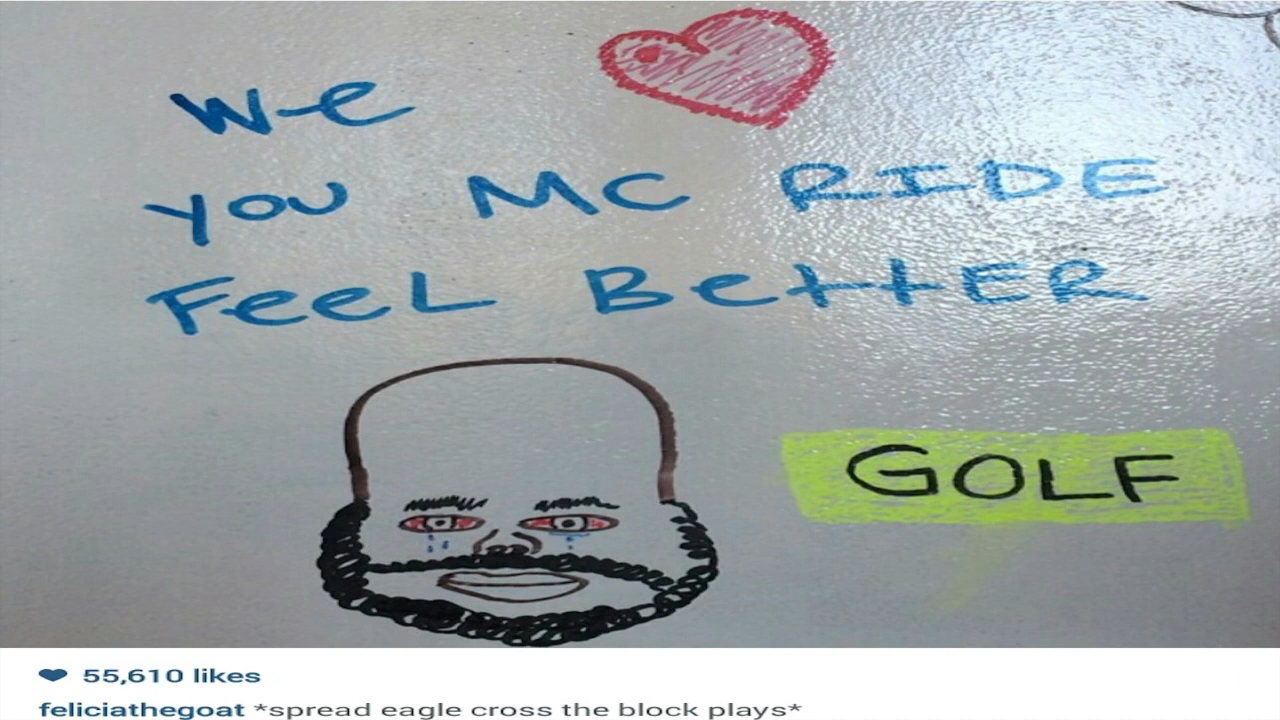 We
you MC RIDE
FeeL BettER
GOLF
55,610 likes
feliciathegoat *spread eagle cross the block plays*